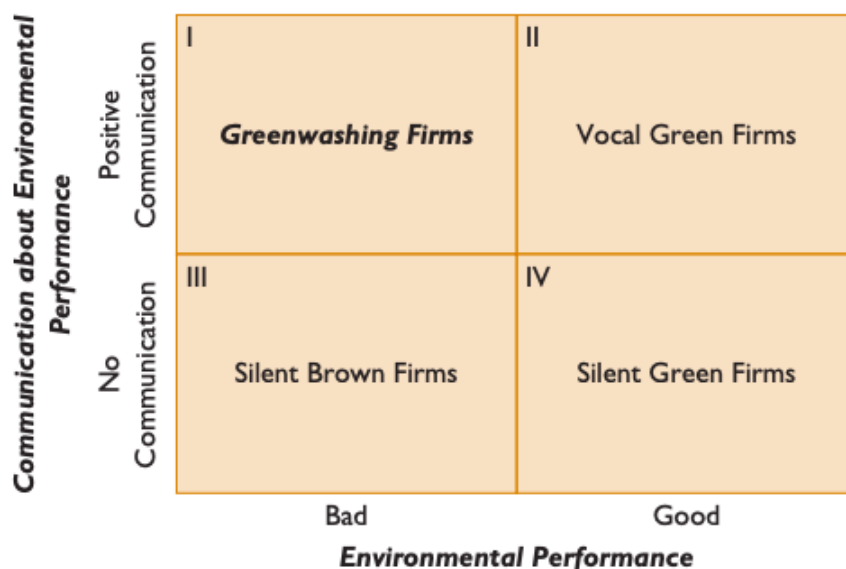 Communication about Environmental
Performance
Positive
Communication
No
Communication
I
Greenwashing Firms
II
Vocal Green Firms
III
Silent Brown Firms
IV
Silent Green Firms
Bad
Good
Environmental Performance